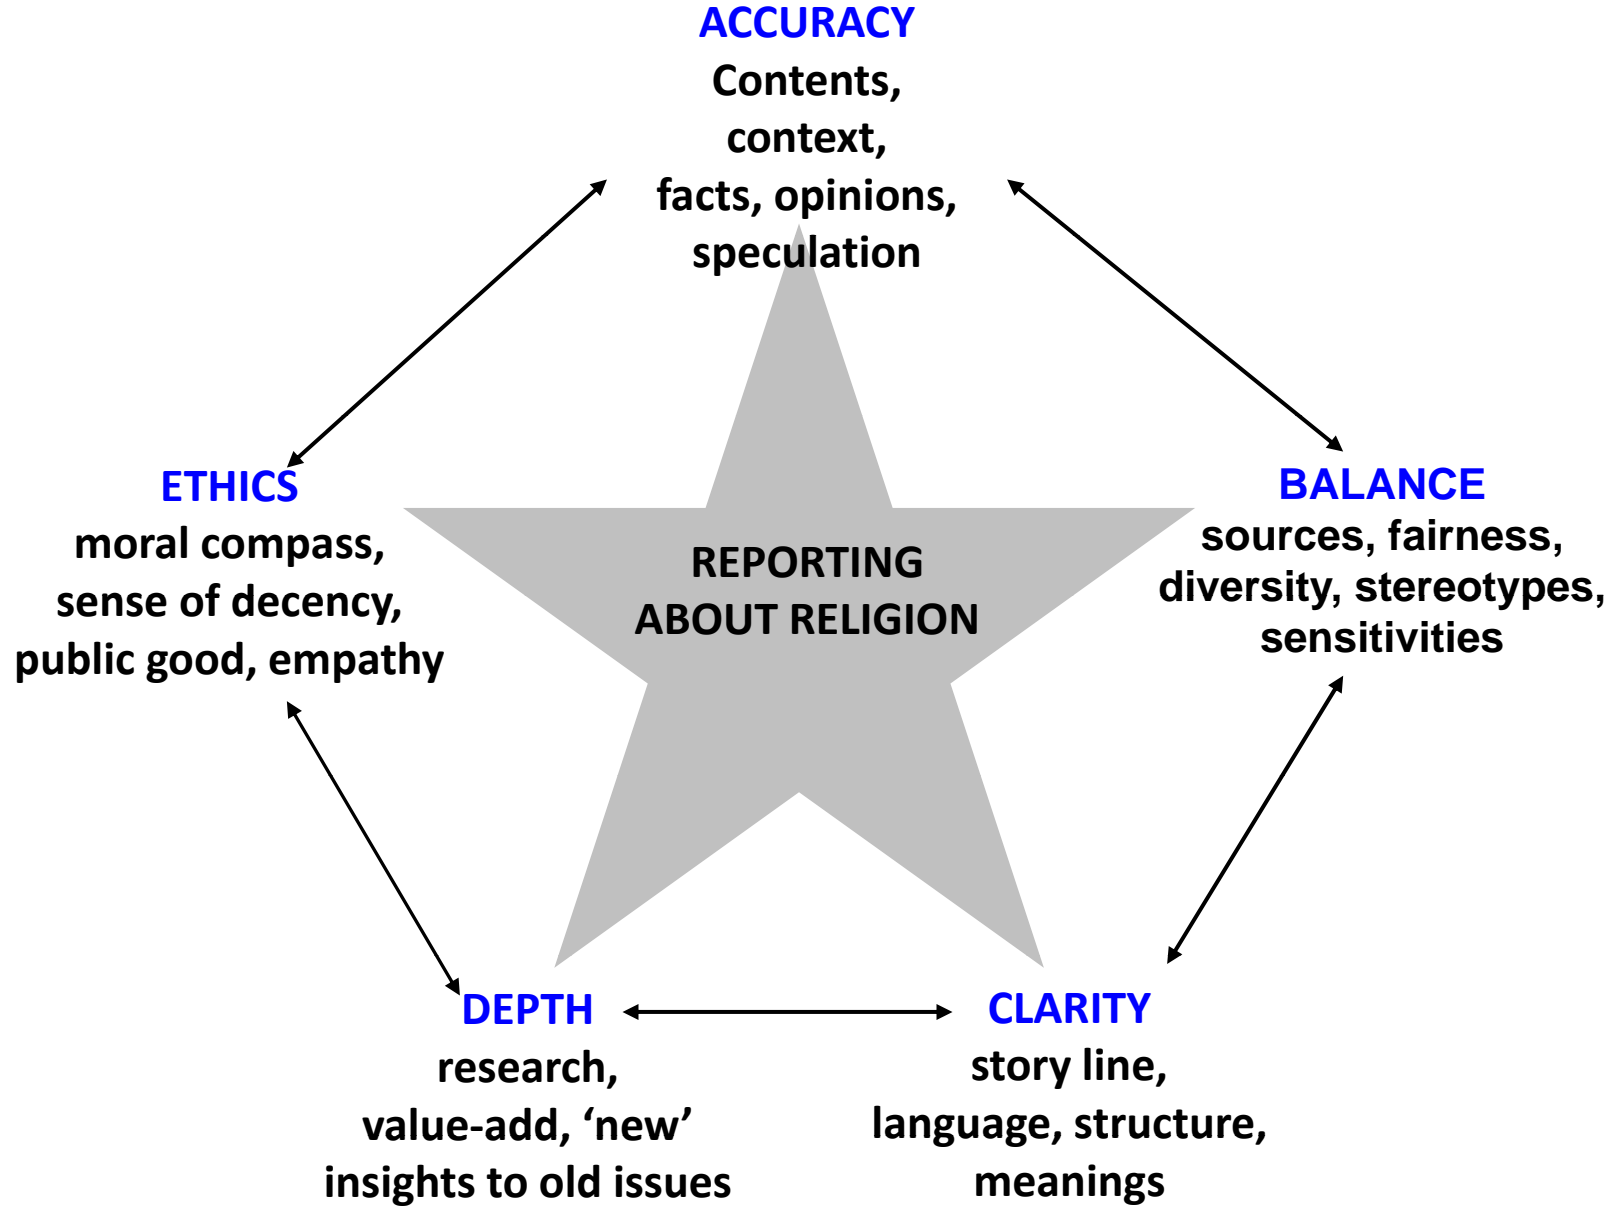 ACCURACY
Contents,
context,
facts, opinions,
speculation
ETHICS
moral compass,
sense of decency,
public good, empathy
REPORTING
ABOUT RELIGION
BALANCE
sources, fairness,
diversity, stereotypes,
sensitivities
DEPTH
research,
value-add, ‘new’
insights to old issues
CLARITY
story line,
language, structure,
meanings